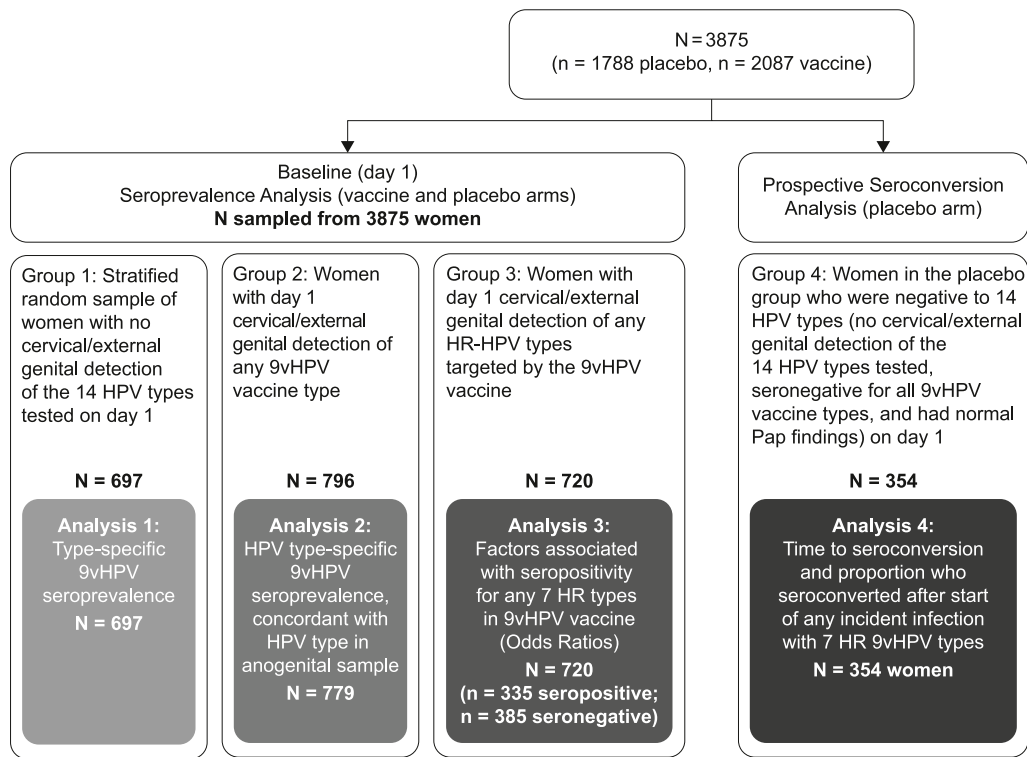 N = 3875
(n = 1788 placebo, n = 2087 vaccine)
Baseline (day 1)
Seroprevalence Analysis (vaccine and placebo arms)
N sampled from 3875 women
Prospective Seroconversion
Analysis (placebo arm)
Group 1: Stratified
random sample of
women with no
cervical/external
genital detection
of the 14 HPV types
tested on day 1
N = 697
Analysis 1:
Type-specific
9vHPV
seroprevalence
N = 697
Group 2: Women
with day 1
cervical/external
genital detection of
any 9vHPV
vaccine type
N = 796
Analysis 2:
HPV type-specific
9vHPV
seroprevalence,
concordant with
HPV type in
anogenital sample
N = 779
Group 3: Women with
day 1 cervical/external
genital detection of any
HR-HPV types
targeted by the 9vHPV
vaccine
N = 720
Analysis 3:
Factors associated
with seropositivity
for any 7 HR types
in 9vHPV vaccine
(Odds Ratios)
N = 720
(n = 335 seropositive;
n = 385 seronegative)
Group 4: Women in the placebo
group who were negative to 14
HPV types (no cervical/external
genital detection of the
14 HPV types tested,
seronegative for all 9vHPV
vaccine types, and had normal
Pap findings) on day 1
N = 354
Analysis 4:
Time to seroconversion
and proportion who
seroconverted after start
of any incident infection
with 7 HR 9vHPV types
N = 354 women